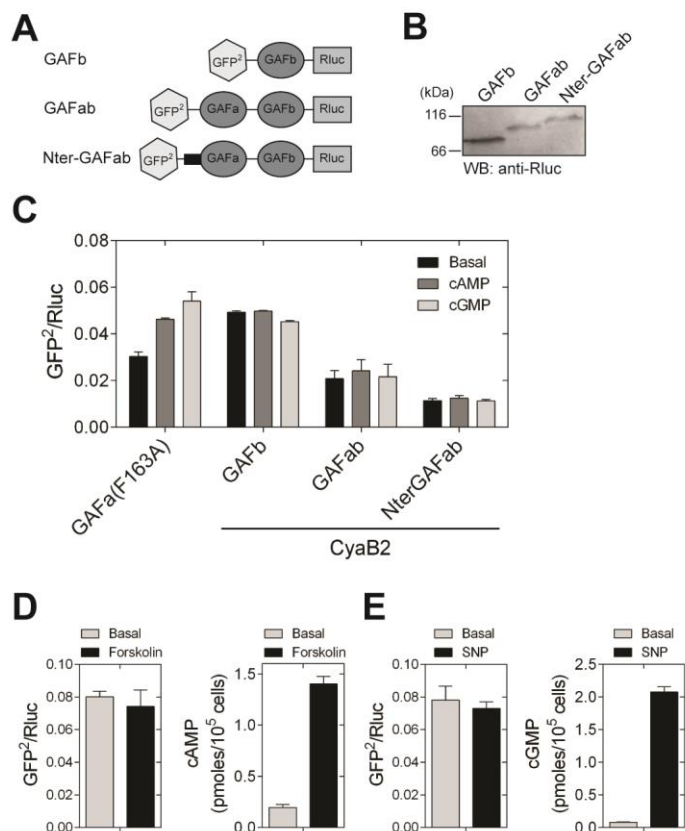 A
GAFb
GFP²
GAFb
Rluc
GAFab
GFP²
GAFa
GAFb
Rluc
Nter-GAFab
GFP²
GAFa
GAFb
Rluc
B
GAFb
GAFab
Nter-GAFab
(kDa)
116
66
WB: anti-Rluc
C
GFP²/Rluc
0.08
0.06
0.04
0.02
0.00
Basal
cAMP
cGMP
GAFa(F163A)
GAFb
GAFab
NterGAFab
CyaB2
D
Basal
Forskolin
GFP²/Rluc
0.10
0.08
0.06
0.04
0.02
0.00
Basal
Forskolin
cAMP
(pmoles/10⁵ cells)
1.5
1.0
0.5
0.0
E
Basal
SNP
GFP²/Rluc
0.10
0.08
0.06
0.04
0.02
0.00
Basal
SNP
cGMP
(pmoles/10⁵ cells)
2.5
2.0
1.5
1.0
0.5
0.0